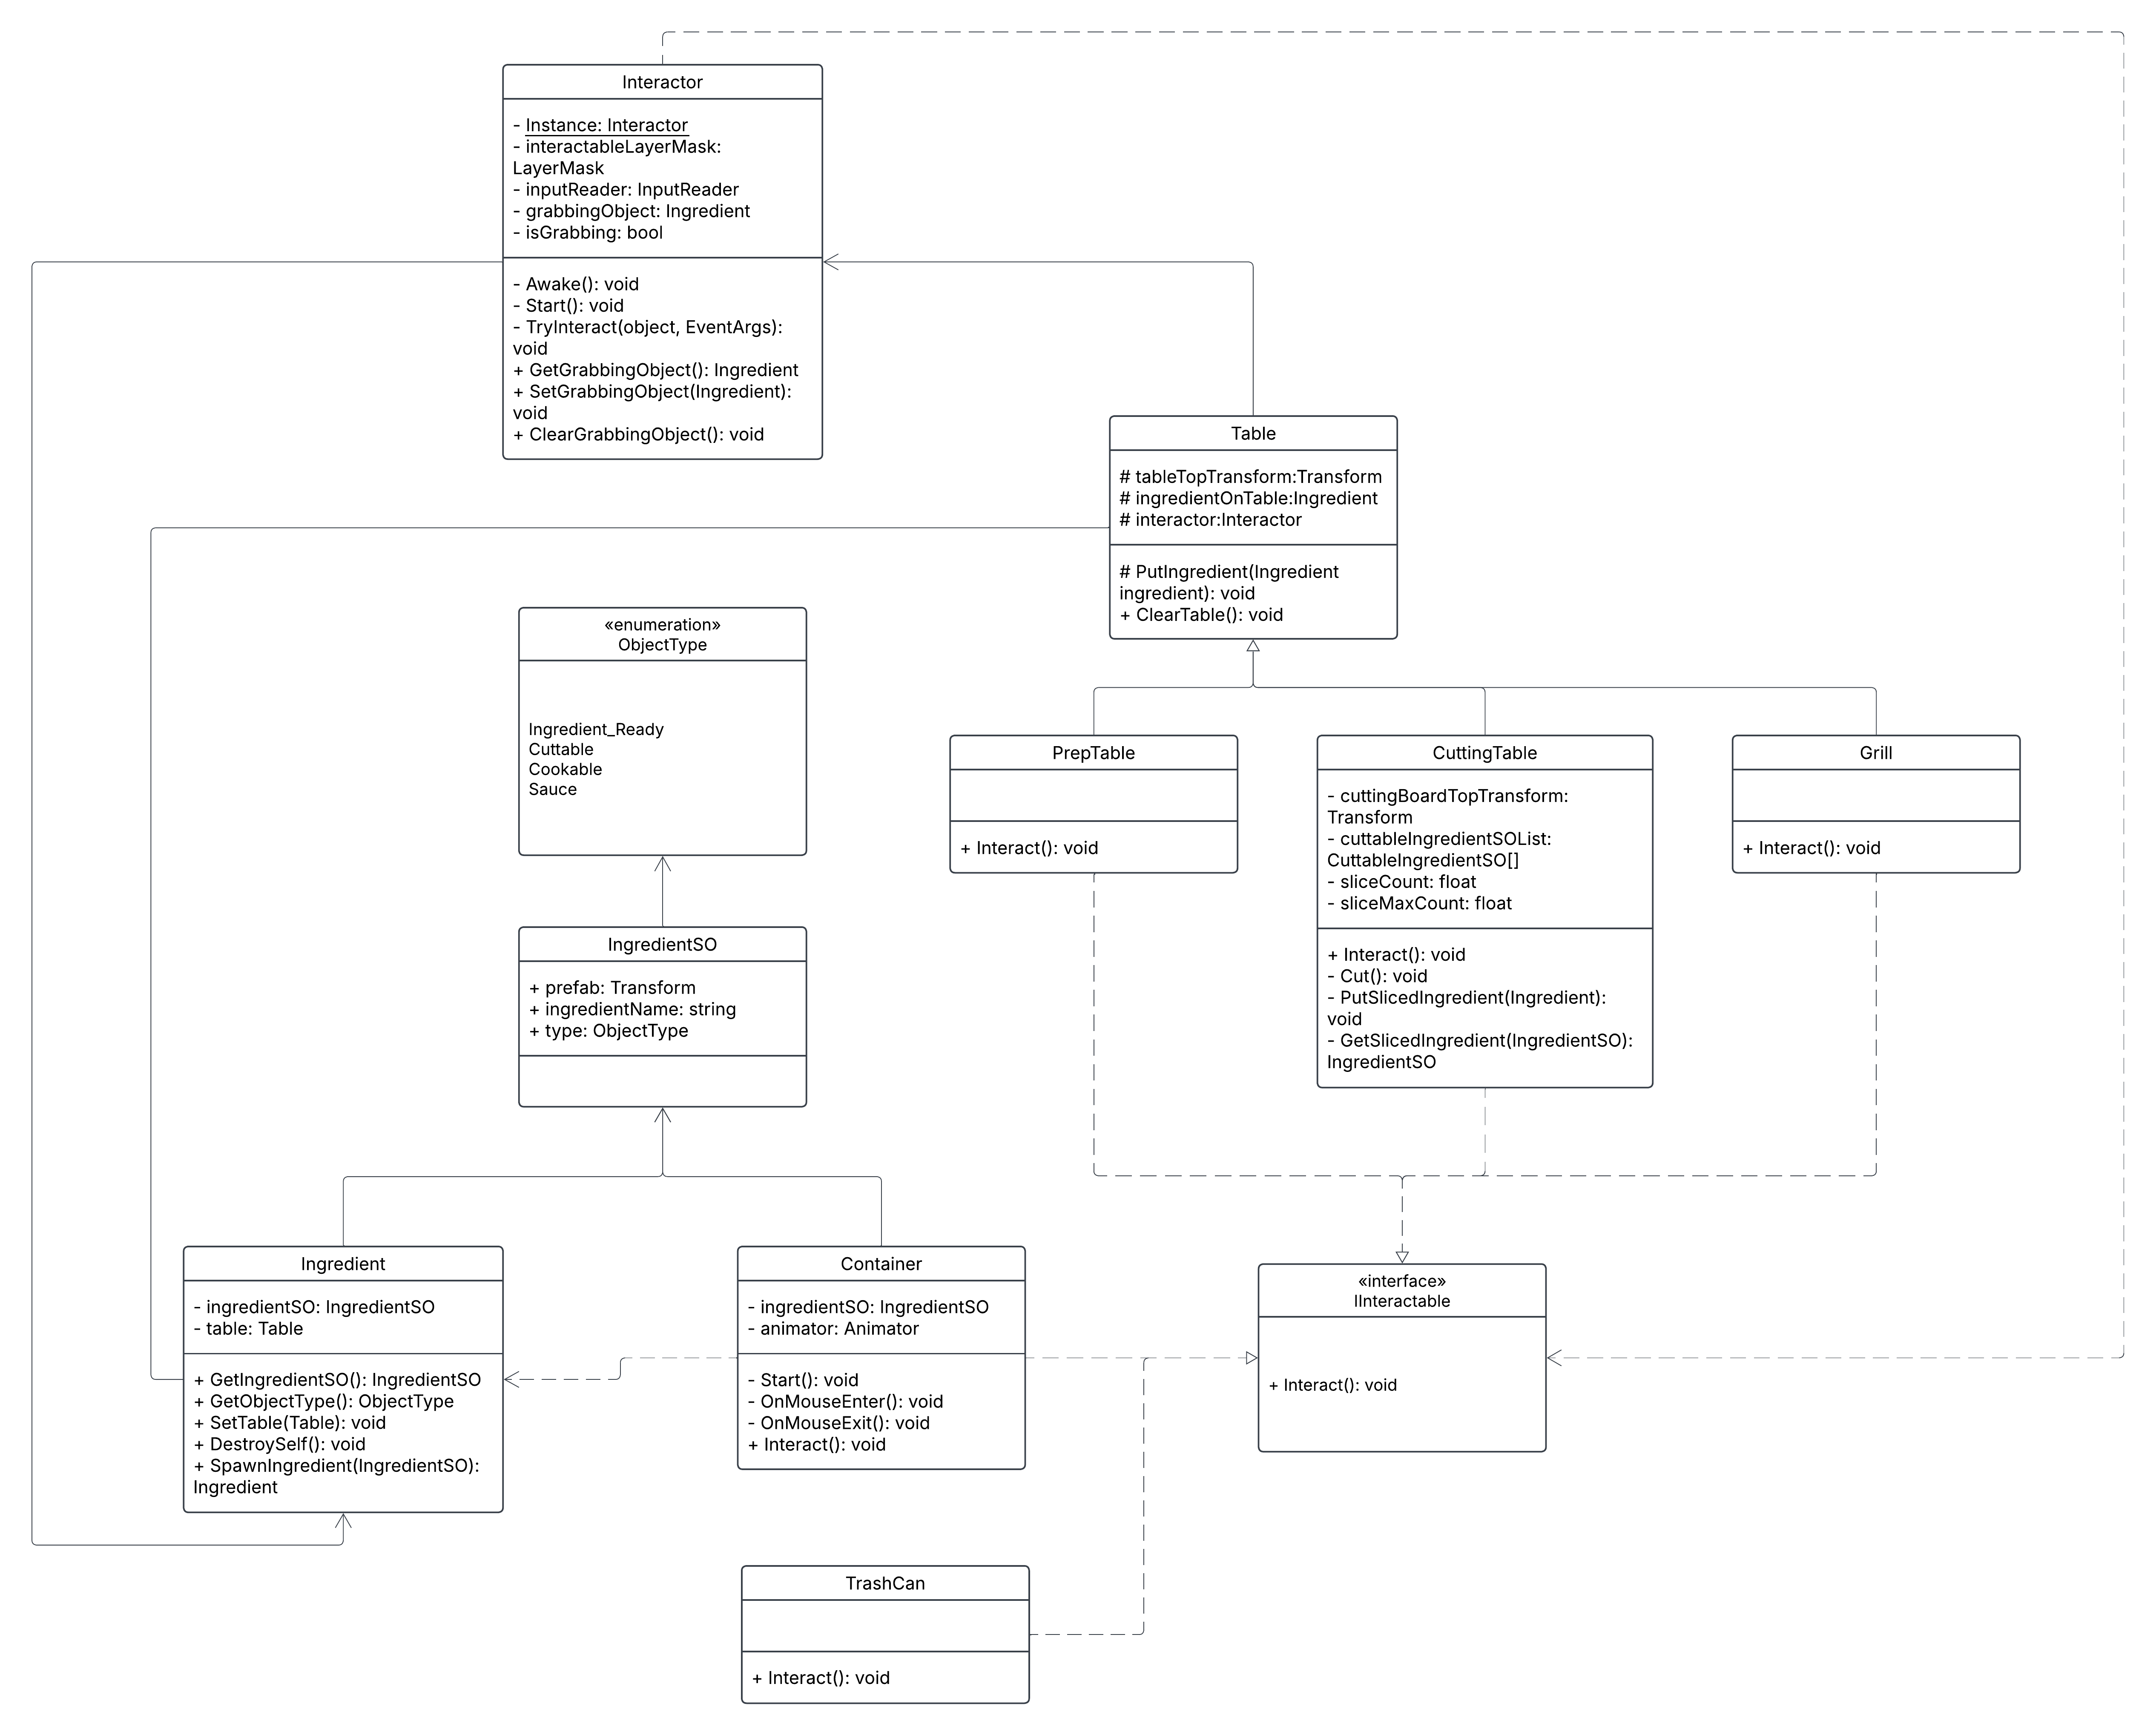 Interactor
- Instance: Interactor
- interactableLayerMask:
LayerMask
- inputReader: InputReader
- grabbingObject: Ingredient
- isGrabbing: bool
- Awake(): void
- Start(): void
- TryInteract(object, EventArgs):
void
+ GetGrabbingObject(): Ingredient
+ SetGrabbingObject(Ingredient):
void
+ ClearGrabbingObject(): void
Table
# tableTopTransform:Transform
# ingredientOnTable:Ingredient
# interactor:Interactor
# PutIngredient(Ingredient
ingredient): void
+ ClearTable(): void
«enumeration»
ObjectType
Ingredient_Ready
Cuttable
Cookable
Sauce
PrepTable
+ Interact(): void
CuttingTable
- cuttingBoardTopTransform:
Transform
- cuttableIngredientSOList:
CuttableIngredientSO[]
- sliceCount: float
- sliceMaxCount: float
+ Interact(): void
- Cut(): void
- PutSlicedIngredient(Ingredient):
void
- GetSlicedIngredient(IngredientSO):
IngredientSO
Grill
+ Interact(): void
IngredientSO
+ prefab: Transform
+ ingredientName: string
+ type: ObjectType
Ingredient
- ingredientSO: IngredientSO
- table: Table
+ GetIngredientSO(): IngredientSO
+ GetObjectType(): ObjectType
+ SetTable(Table): void
+ DestroySelf(): void
+ SpawnIngredient(IngredientSO):
Ingredient
Container
- ingredientSO: IngredientSO
- animator: Animator
- Start(): void
- OnMouseEnter(): void
- OnMouseExit(): void
+ Interact(): void
«interface»
IInteractable
+ Interact(): void
TrashCan
+ Interact(): void